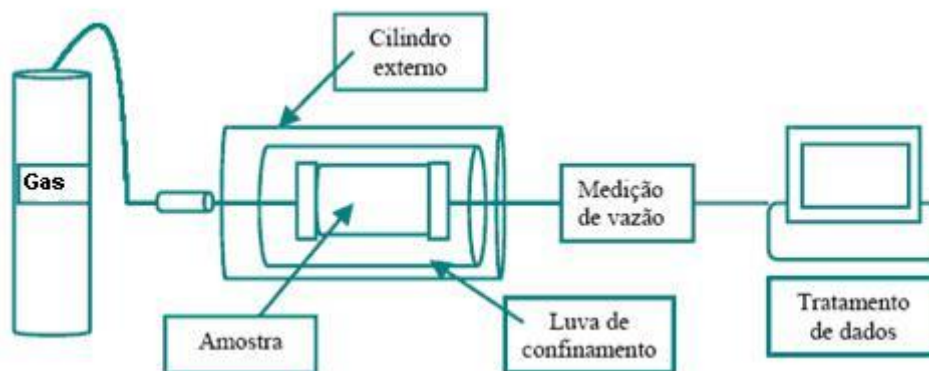 Cilindro
externo
Gas
Medição
de vazão
Amostra
Luva de
confinamento
Tratamento
de dados